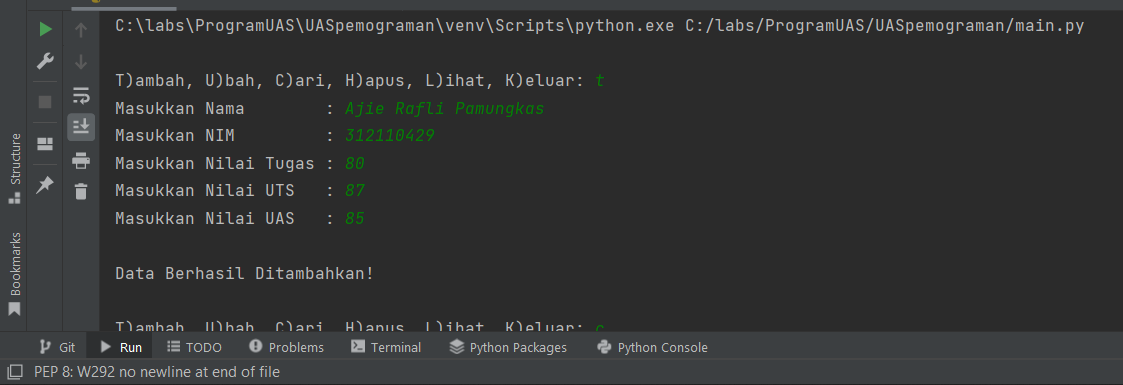 C:\labs\ProgramUAS\UASpemograman\venv\Scripts\python.exe C:/labs/ProgramUAS/UASpemograman/main.py
T)ambah, U)bah, C)ari, H)apus, L)ihat, K)eluar: t
Masukkan Nama : Ajie Rafli Pamungkas
Masukkan NIM : 312110429
Masukkan Nilai Tugas : 80
Masukkan Nilai UTS : 87
Masukkan Nilai UAS : 85
Data Berhasil Ditambahkan!
T)ambah, U)bah, C)ari, H)apus, L)ihat, K)eluar: c
Structure
Bookmarks
Git Run TODO Problems Terminal Python Packages Python Console
PEP 8: W292 no newline at end of file